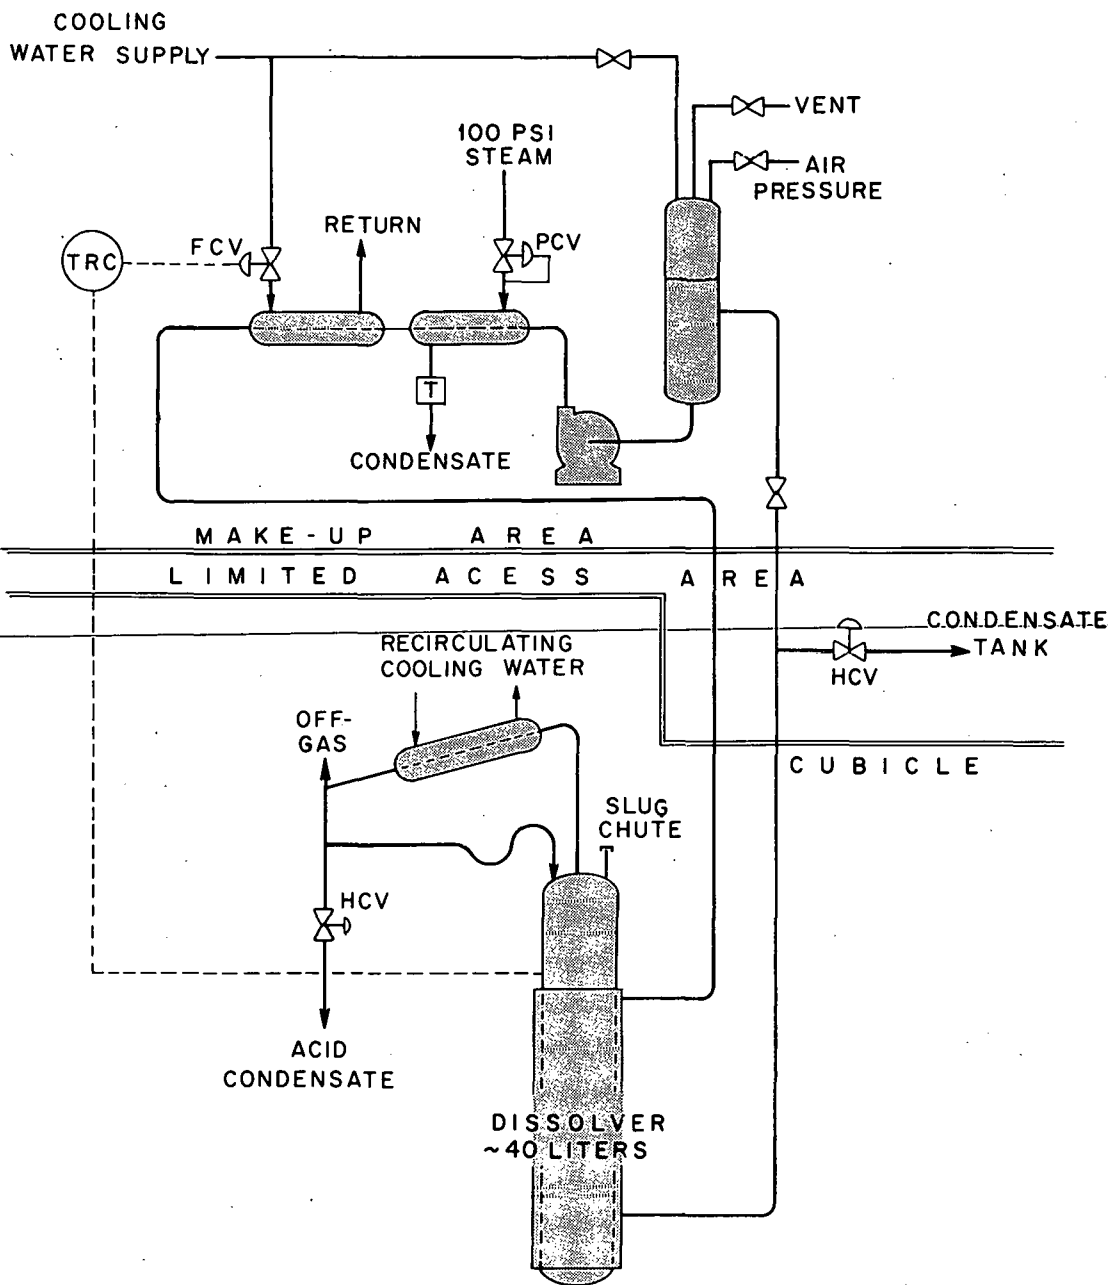 COOLING
WATER SUPPLY
VENT
AIR
PRESSURE
100 PSI
STEAM
RETURN
FCV
PCV
TRC
T
CONDENSATE
MAKE-UP AREA
LIMITED ACESS AREA
CONDENSATE
TANK
HCV
RECIRCULATING
COOLING WATER
OFF-
GAS
CUBICLE
SLUG
CHUTE
HCV
ACID
CONDENSATE
DISSOLVER
~40 LITERS